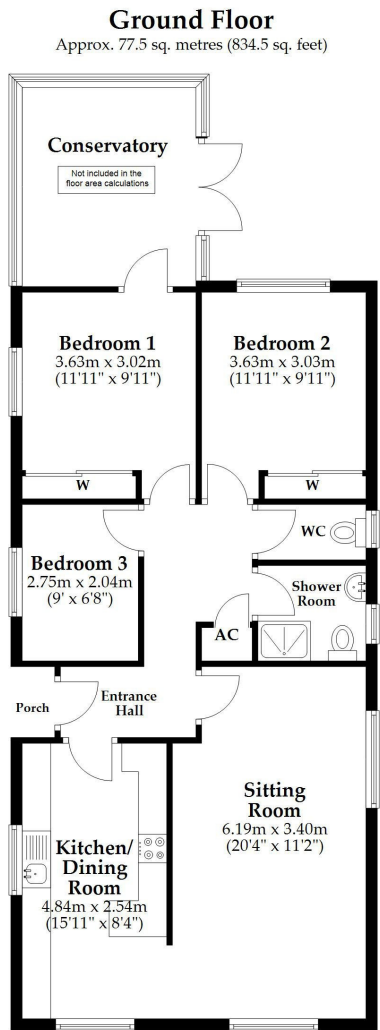 Ground Floor
Approx. 77.5 sq. metres (834.5 sq. feet)
Conservatory
Not included in the
floor area calculations
Bedroom 1
3.63m x 3.02m
(11'11" x 9'11")
Bedroom 2
3.63m x 3.03m
(11'11" x 9'11")
W
W
WC
Bedroom 3
2.75m x 2.04m
(9' x 6'8")
Shower
Room
AC
Porch
Entrance
Hall
Sitting
Room
6.19m x 3.40m
(20'4" x 11'2")
Kitchen/
Dining
Room
4.84m x 2.54m
(15'11" x 8'4")